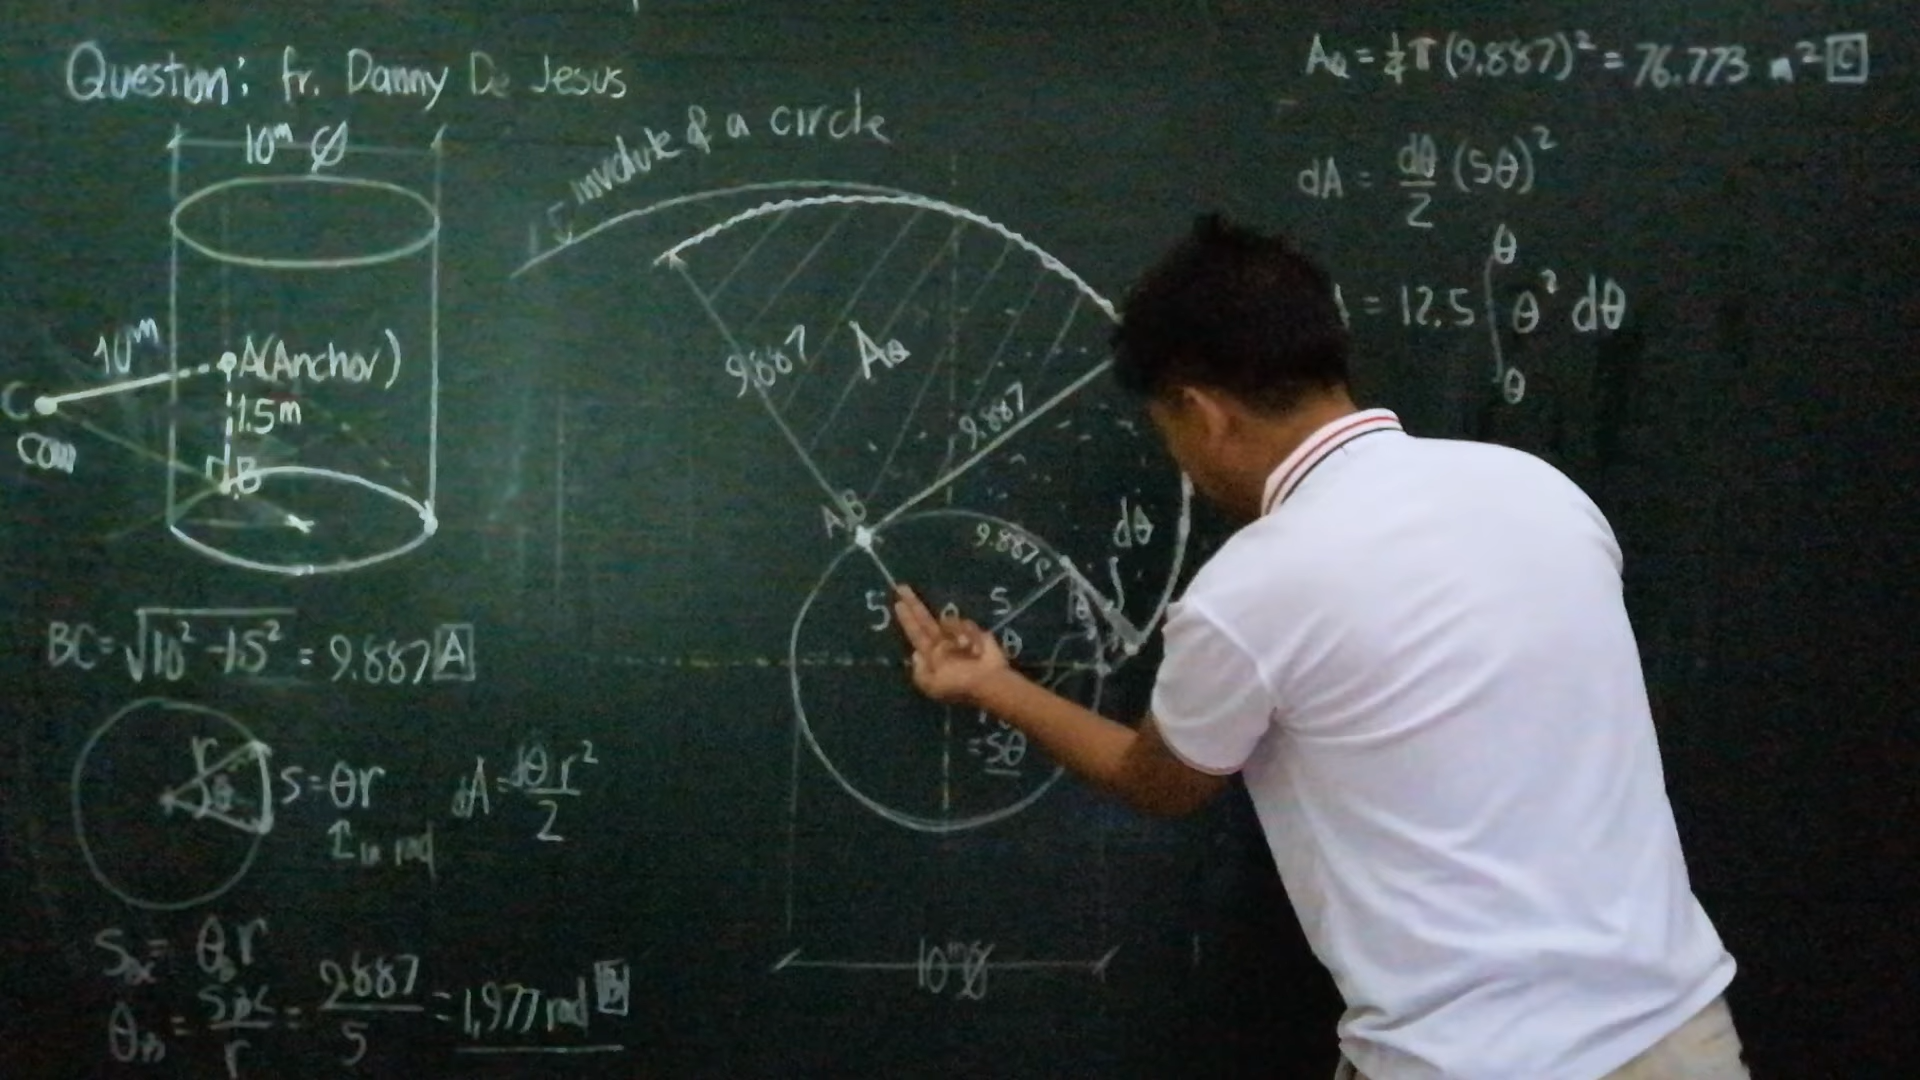 Question: fr. Danny De Jesus
10m Ø
involute of a circle
10m
A(Anchor)
1.5m
C
cow
B
BC = √10² - 1.5² = 9.887 A
r
θ
S = θr
in rad
dA = dθ r² / 2
= θr
= = 9.887 / 5 = 1.977 rad B
9.887
Aθ
9.887
A B
9.887
dθ
5
5
θ
= 5θ
10m Ø
Aθ = ½ π (9.887)² = 76.773 m² C
dA = dθ / 2 (5θ)²
= 12.5 ∫ θ² dθ
θ
θ